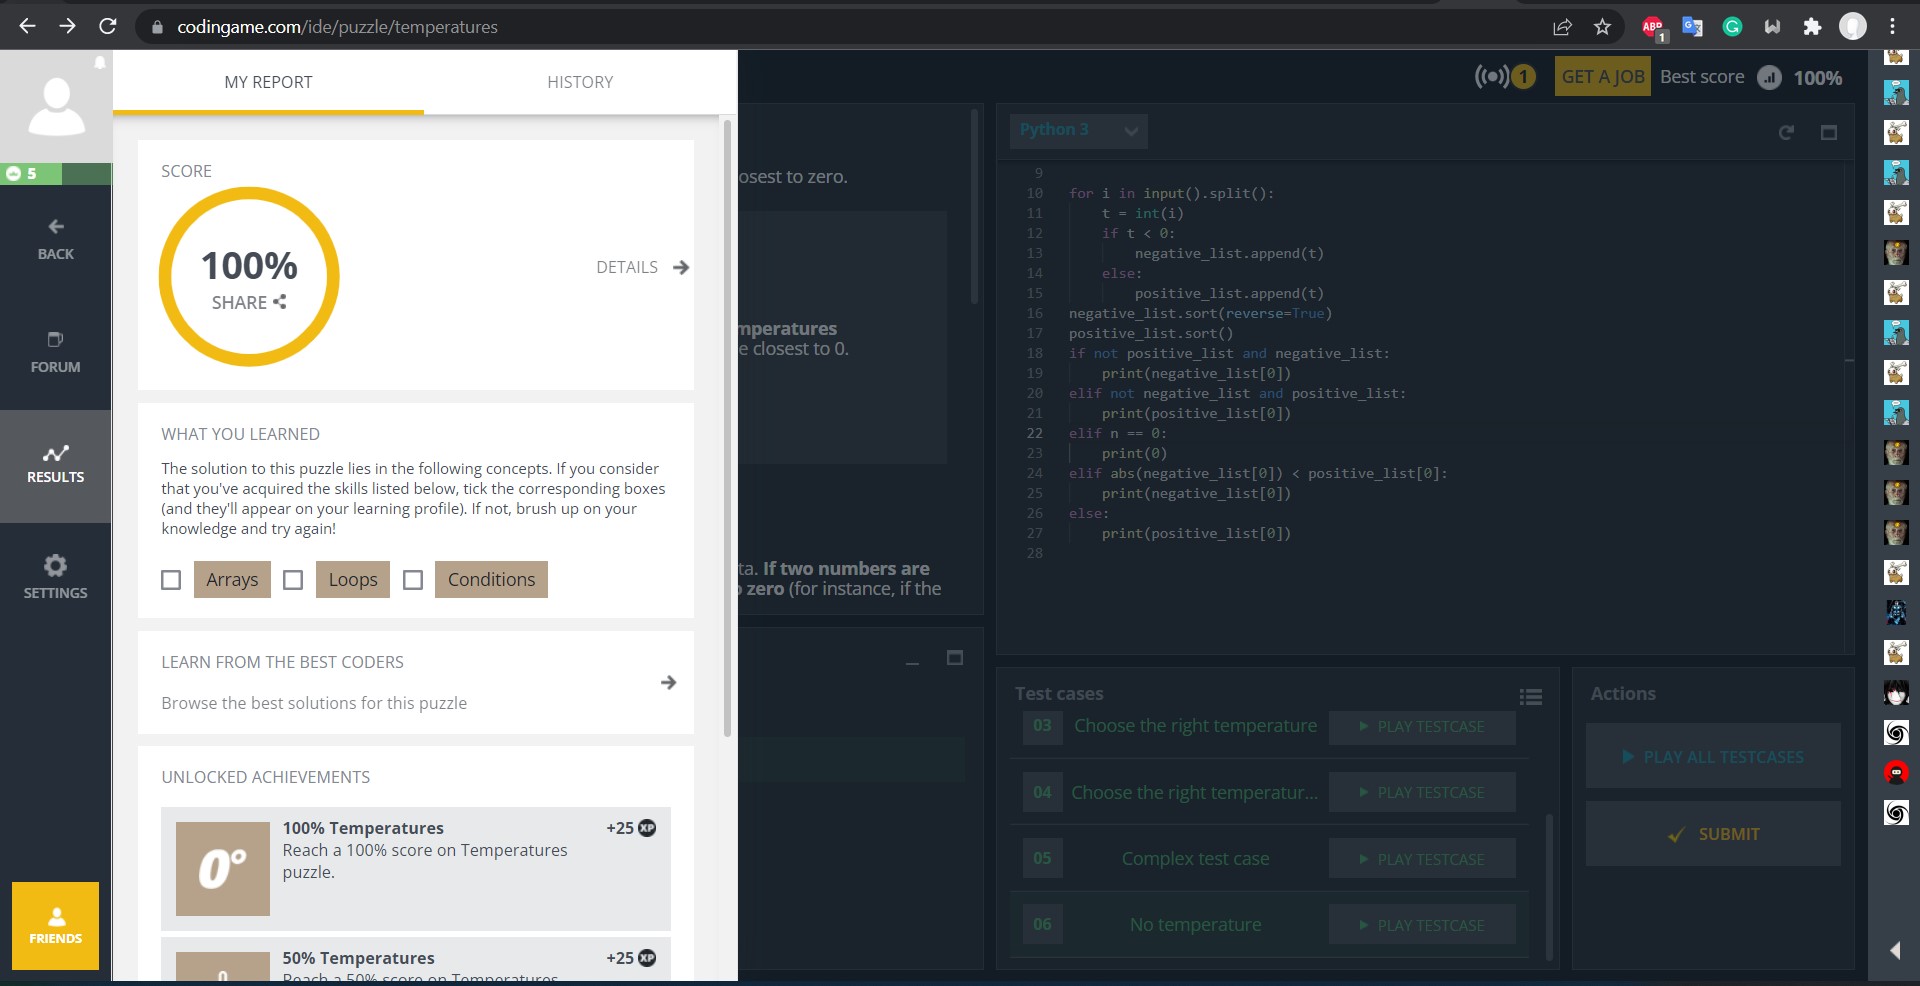 codingame.com/ide/puzzle/temperatures
ABP
1
5
BACK
FORUM
RESULTS
SETTINGS
FRIENDS
MY REPORT
HISTORY
SCORE
100%
SHARE
DETAILS
WHAT YOU LEARNED
The solution to this puzzle lies in the following concepts. If you consider
that you've acquired the skills listed below, tick the corresponding boxes
(and they'll appear on your learning profile). If not, brush up on your
knowledge and try again!
Arrays
Loops
Conditions
LEARN FROM THE BEST CODERS
Browse the best solutions for this puzzle
UNLOCKED ACHIEVEMENTS
0°
100% Temperatures
+25 XP
Reach a 100% score on Temperatures
puzzle.
50% Temperatures
+25 XP
Reach a 50% score on Temperatures
osest to zero.
mperatures
e closest to 0.
ta. If two numbers are
zero (for instance, if the
1
GET A JOB
Best score
100%
Python 3
9
10 for i in input().split():
11 t = int(i)
12 if t < 0:
13 negative_list.append(t)
14 else:
15 positive_list.append(t)
16 negative_list.sort(reverse=True)
17 positive_list.sort()
18 if not positive_list and negative_list:
19 print(negative_list[0])
20 elif not negative_list and positive_list:
21 print(positive_list[0])
22 elif n == 0:
23 print(0)
24 elif abs(negative_list[0]) < positive_list[0]:
25 print(negative_list[0])
26 else:
27 print(positive_list[0])
28
Test cases
03 Choose the right temperature PLAY TESTCASE
04 Choose the right temperatur... PLAY TESTCASE
05 Complex test case PLAY TESTCASE
06 No temperature PLAY TESTCASE
Actions
PLAY ALL TESTCASES
SUBMIT